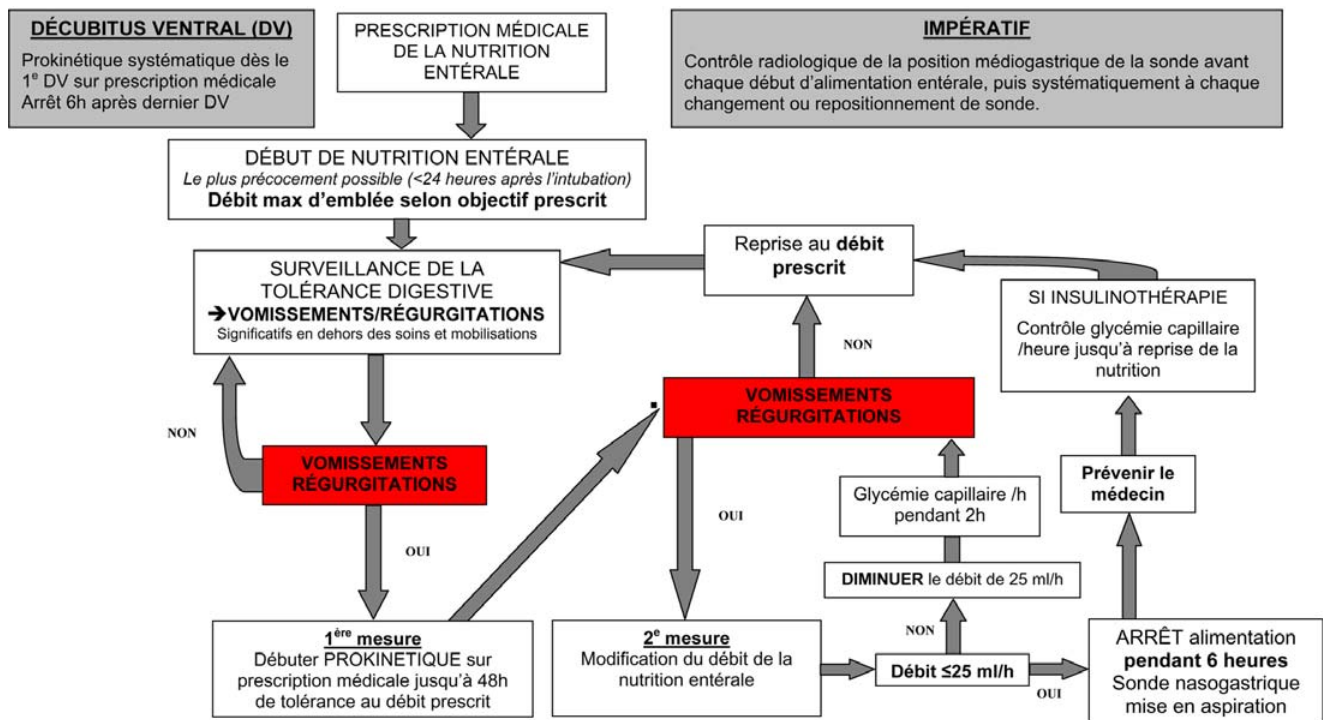 DÉCUBITUS VENTRAL (DV)
Prokinétique systématique dès le
1e DV sur prescription médicale
Arrêt 6h après dernier DV
PRESCRIPTION MÉDICALE
DE LA NUTRITION
ENTÉRALE
IMPÉRATIF
Contrôle radiologique de la position médiogastrique de la sonde avant
chaque début d'alimentation entérale, puis systématiquement à chaque
changement ou repositionnement de sonde.
DÉBUT DE NUTRITION ENTÉRALE
Le plus précocement possible (<24 heures après l'intubation)
Débit max d'emblée selon objectif prescrit
SURVEILLANCE DE LA
TOLÉRANCE DIGESTIVE
➔VOMISSEMENTS/RÉGURGITATIONS
Significatifs en dehors des soins et mobilisations
Reprise au débit
prescrit
SI INSULINOTHÉRAPIE
Contrôle glycémie capillaire
/heure jusqu'à reprise de la
nutrition
NON
VOMISSEMENTS
RÉGURGITATIONS
NON
VOMISSEMENTS
RÉGURGITATIONS
OUI
OUI
Glycémie capillaire /h
pendant 2h
Prévenir le
médecin
DIMINUER le débit de 25 ml/h
1ère mesure
Débuter PROKINETIQUE sur
prescription médicale jusqu'à 48h
de tolérance au débit prescrit
2e mesure
Modification du débit de la
nutrition entérale
NON
Débit ≤25 ml/h
OUI
ARRÊT alimentation
pendant 6 heures
Sonde nasogastrique
mise en aspiration